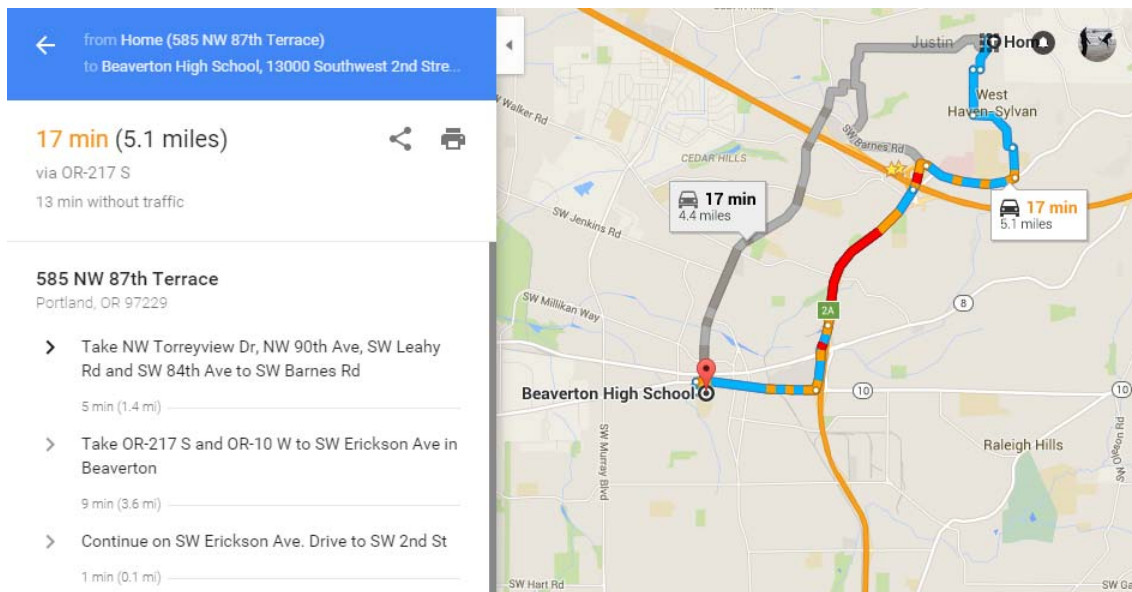 from Home (585 NW 87th Terrace)
to Beaverton High School, 13000 Southwest 2nd Stre...
17 min (5.1 miles)
via OR-217 S
13 min without traffic
585 NW 87th Terrace
Portland, OR 97229
Take NW Torreyview Dr, NW 90th Ave, SW Leahy
Rd and SW 84th Ave to SW Barnes Rd
5 min (1.4 mi)
Take OR-217 S and OR-10 W to SW Erickson Ave in
Beaverton
9 min (3.6 mi)
Continue on SW Erickson Ave. Drive to SW 2nd St
1 min (0.1 mi)
Justin
Home
West
Haven-Sylvan
SW Walker Rd
SW Barnes Rd
CEDAR HILLS
17 min
4.4 miles
17 min
5.1 miles
SW Jenkins Rd
SW Millikan Way
8
2A
Beaverton High School
10
10
SW Murray Blvd
Raleigh Hills
SW Oleson Rd
SW Hart Rd
SW Ga